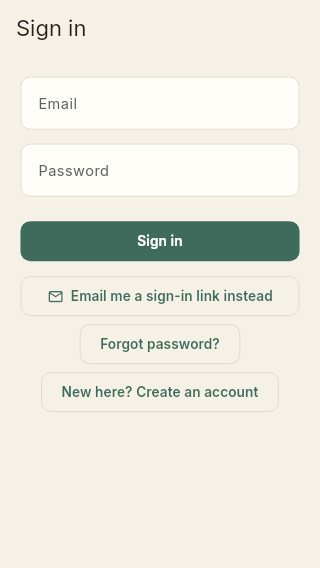 Sign in
Email
Password
Sign in
Email me a sign-in link instead
Forgot password?
New here? Create an account